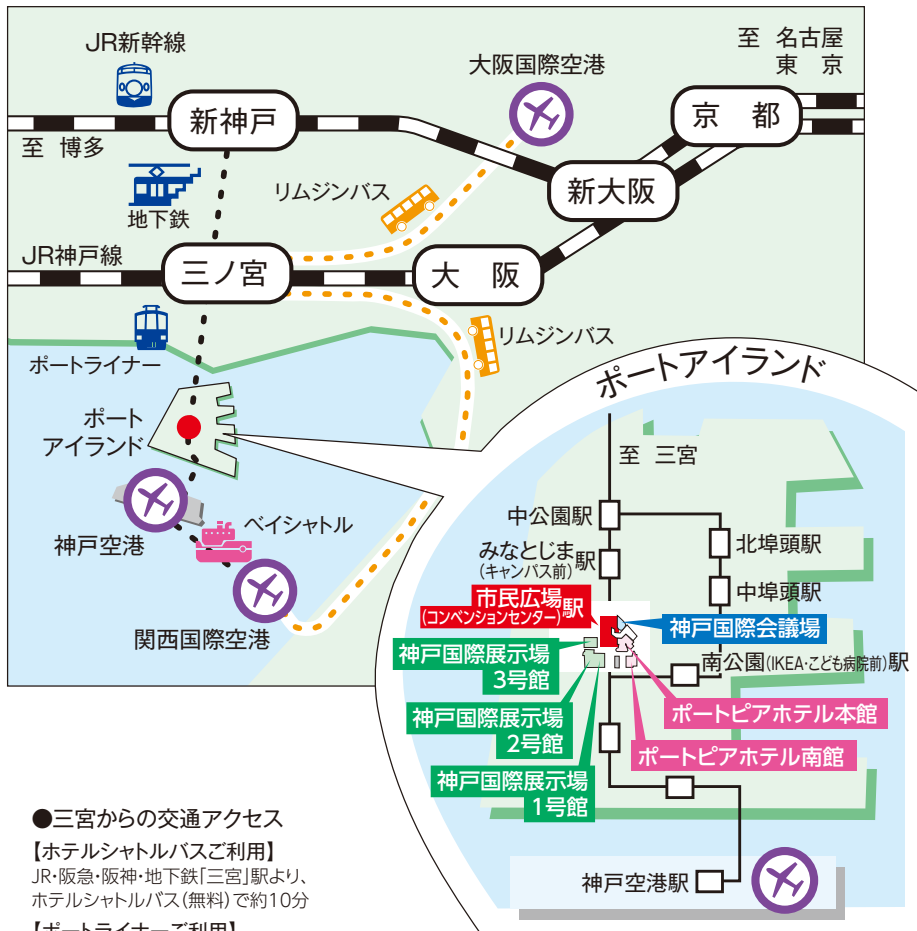 JR新幹線
大阪国際空港
至 名古屋
東 京
新神戸
京 都
至 博多
地下鉄
リムジンバス
新大阪
JR神戸線
三ノ宮
大 阪
リムジンバス
ポートライナー
ポート
アイランド
神戸空港
ベイシャトル
関西国際空港
ポートアイランド
至 三宮
中公園駅
みなとじま駅
(キャンパス前)
北埠頭駅
中埠頭駅
市民広場駅
(コンベンションセンター)
神戸国際会議場
神戸国際展示場
3号館
南公園(IKEA・こども病院前)駅
神戸国際展示場
2号館
ポートピアホテル本館
ポートピアホテル南館
神戸国際展示場
1号館
神戸空港駅
●三宮からの交通アクセス
【ホテルシャトルバスご利用】
JR・阪急・阪神・地下鉄「三宮」駅より、
ホテルシャトルバス(無料)で約10分
【ポートライナーご利用】